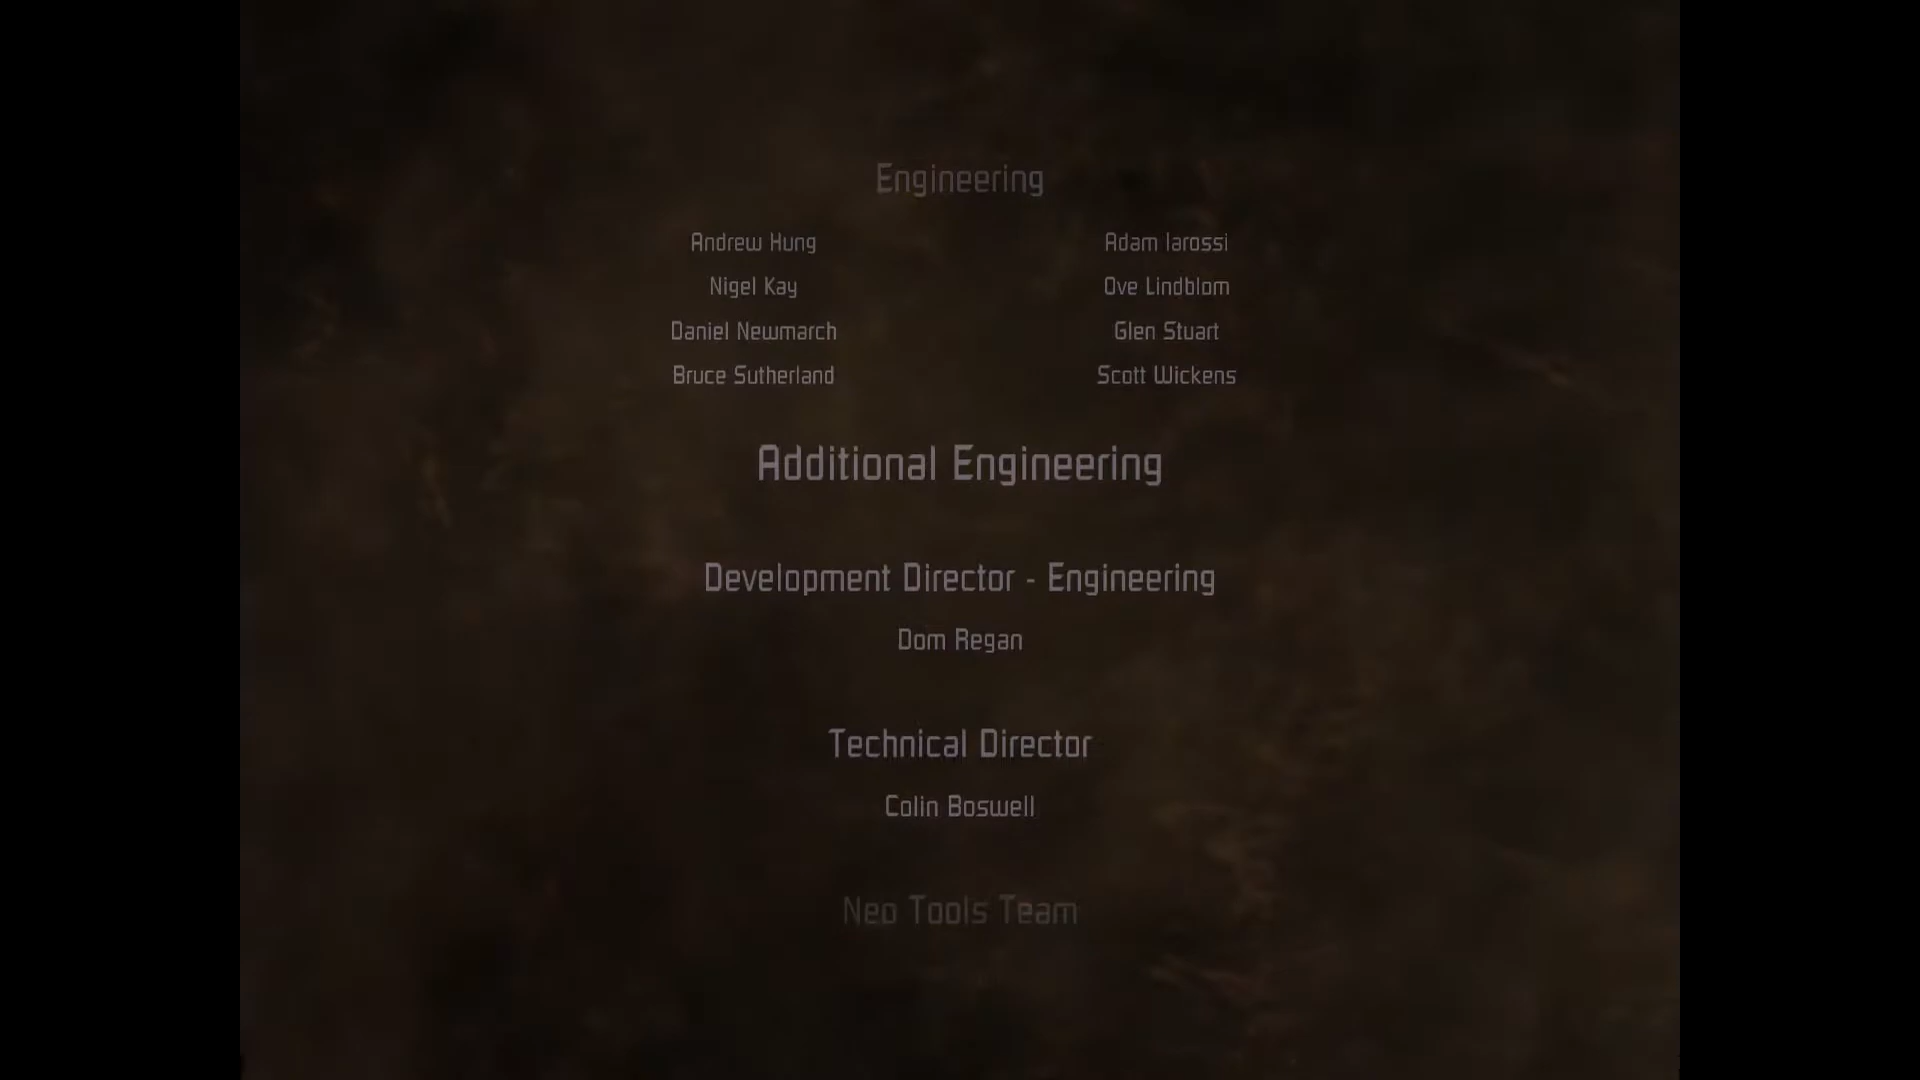 Engineering
Andrew Hung Adam Iarossi
Nigel Kay Ove Lindblom
Daniel Newmarch Glen Stuart
Bruce Sutherland Scott Wickens
Additional Engineering
Development Director - Engineering
Dom Regan
Technical Director
Colin Boswell
Neo Tools Team